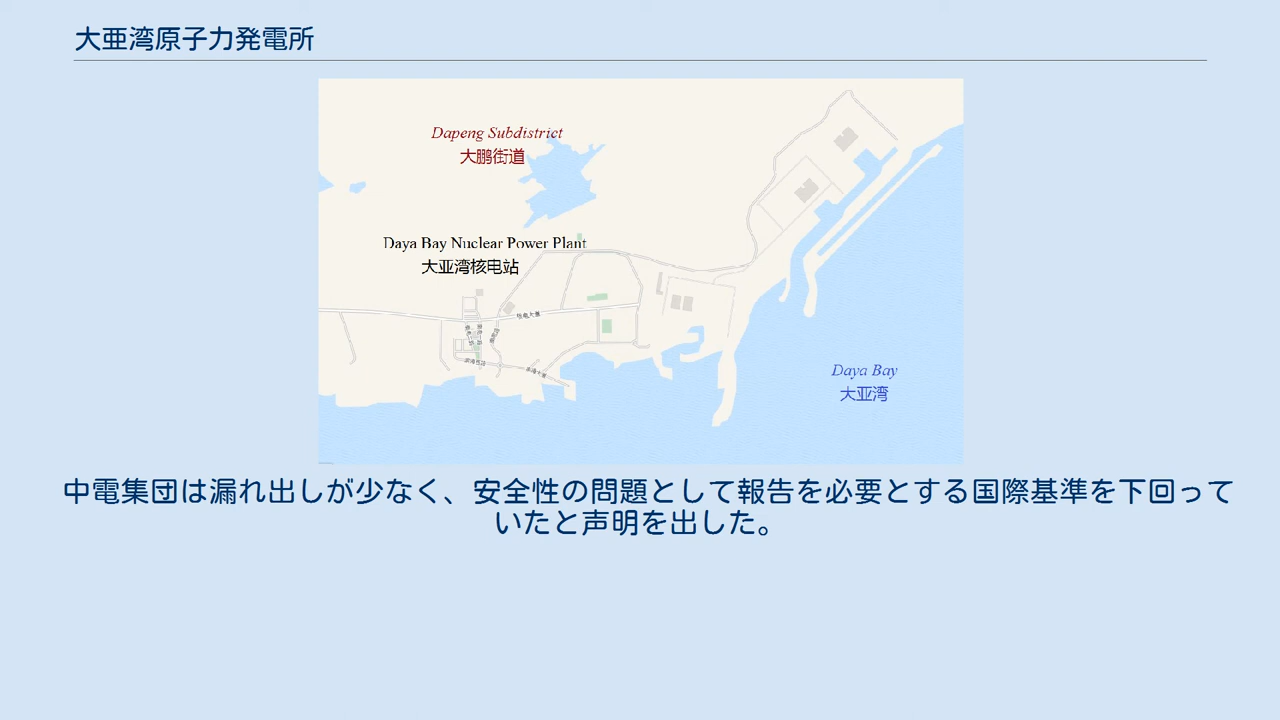 大亜湾原子力発電所
Dapeng Subdistrict
大鹏街道
Daya Bay Nuclear Power Plant
大亚湾核电站
Daya Bay
大亚湾
中電集団は漏れ出しが少なく、安全性の問題として報告を必要とする国際基準を下回って
いたと声明を出した。